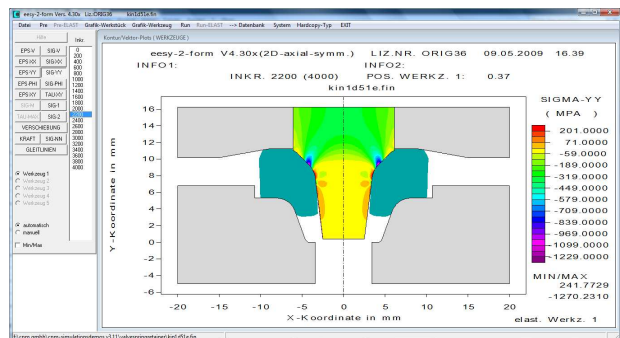 eesy-2-form Vers. 4.30x Liz.ORIG36 kin1d51e.fin
Datei Pre Pre-ELAST Grafik-Werkstück Grafik-Werkzeug Run Run-ELAST --> Datenbank System Hardcopy-Typ EXIT
Hilfe
Inkr.
Kontur/Vektor-Plots ( WERKZEUGE )
EPS-V SIG-V
EPS-XX SIG-XX
EPS-YY SIG-YY
EPS-PHI SIG-PHI
EPS-XY TAU-XY
SIG-M SIG-1
TAU-MAX SIG-2
VERSCHIEBUNG
KRAFT SIG-NN
GLEITLINIEN
0
200
400
600
800
1000
1200
1400
1600
1800
2000
2200
2400
2600
2800
3000
3200
3400
3600
3800
4000
Werkzeug 1
Werkzeug 2
Werkzeug 3
Werkzeug 4
Werkzeug 5
automatisch
manuell
Min/Max
eesy-2-form V4.30x(2D-axial-symm.) LIZ.NR. ORIG36 09.05.2009 16.39
INFO1: INFO2:
INKR. 2200 (4000) POS. WERKZ. 1: 0.37
kin1d51e.fin
SIGMA-YY
( MPA )
201.0000
71.0000
-59.0000
-189.0000
-319.0000
-449.0000
-579.0000
-709.0000
-839.0000
-969.0000
-1099.0000
-1229.0000
MIN/MAX
241.7729
-1270.2310
Y-Koordinate in mm
16
14
12
10
8
6
4
2
0
-2
-4
-6
-20 -15 -10 -5 0 5 10 15 20
X-Koordinate in mm
elast. Werkz. 1